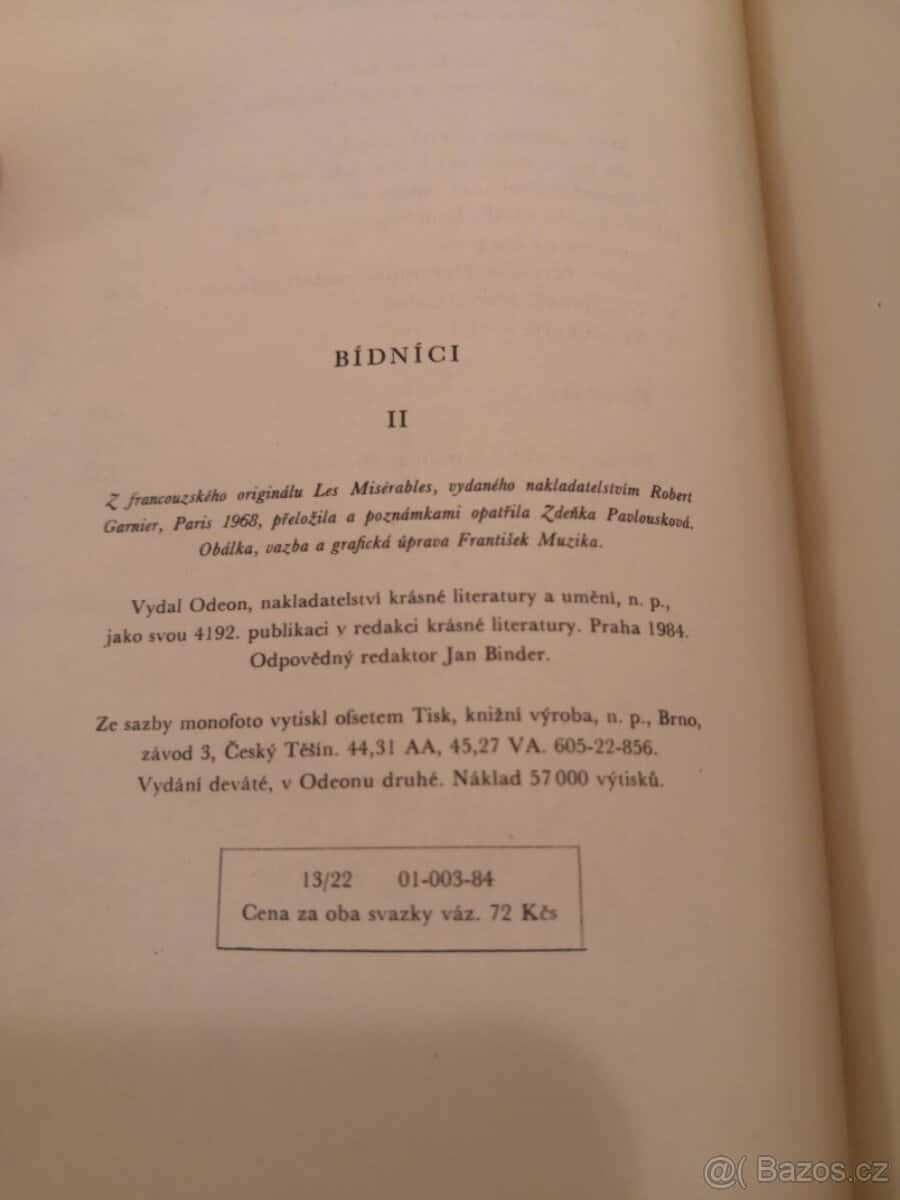 BÍDNÍCI
II
Z francouzského originálu Les Misérables, vydaného nakladatelstvím Robert
Garnier, Paris 1968, přeložila a poznámkami opatřila Zdeňka Pavlousková.
Obálka, vazba a grafická úprava František Muzika.
Vydal Odeon, nakladatelství krásné literatury a umění, n. p.,
jako svou 4192. publikaci v redakci krásné literatury. Praha 1984.
Odpovědný redaktor Jan Binder.
Ze sazby monofoto vytiskl ofsetem Tisk, knižní výroba, n. p., Brno,
závod 3, Český Těšín. 44,31 AA, 45,27 VA. 605-22-856.
Vydání deváté, v Odeonu druhé. Náklad 57 000 výtisků.
13/22 01-003-84
Cena za oba svazky váz. 72 Kčs
@( Bazos.cz